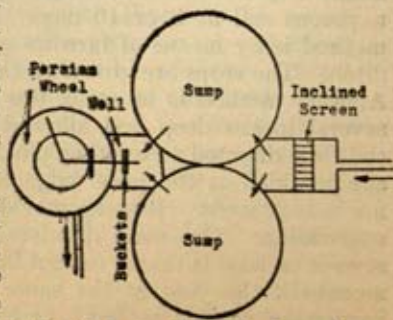 Persian
Wheel
Well
Buckets
Sump
Sump
Inclined
Screen